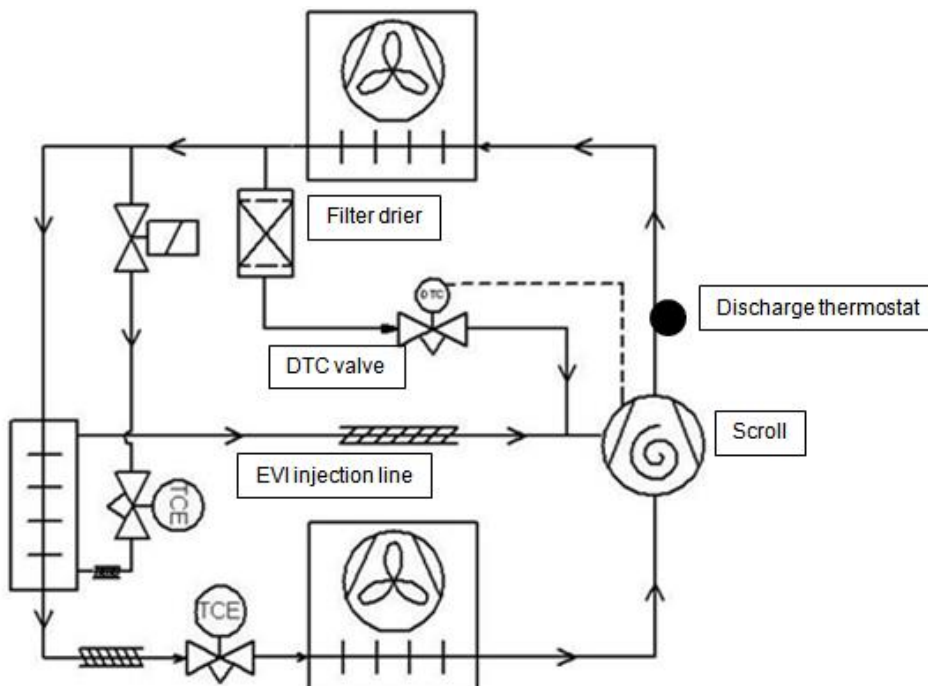 Filter drier
DTC
Discharge thermostat
DTC valve
Scroll
EVI injection line
TCE
TCE